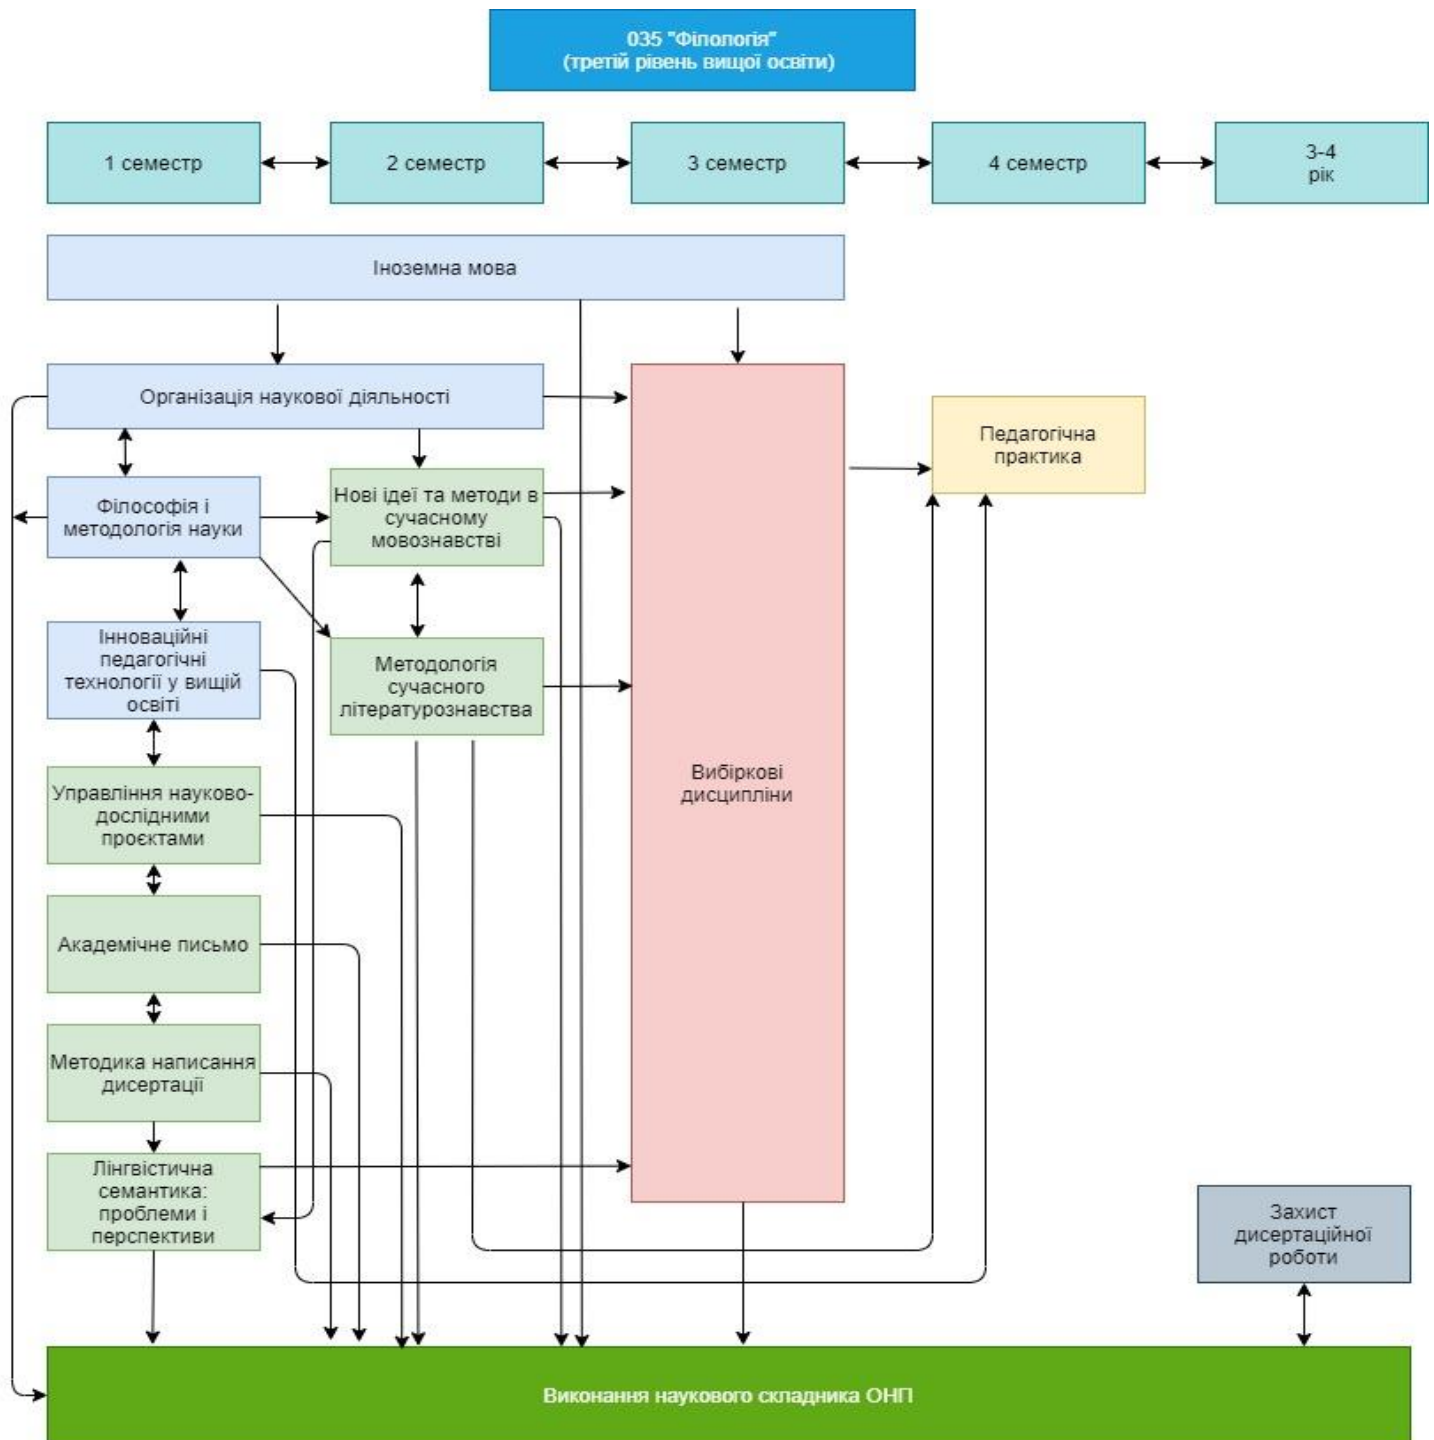 035 "Філологія"
(третій рівень вищої освіти)
1 семестр
2 семестр
3 семестр
4 семестр
3-4
рік
Іноземна мова
Організація наукової діяльності
Педагогічна
практика
Філософія і
методологія науки
Нові ідеї та методи в
сучасному
мовознавстві
Інноваційні
педагогічні
технології у вищій
освіті
Методологія
сучасного
літературознавства
Вибіркові
дисципліни
Управління науково-
дослідними
проєктами
Академічне письмо
Методика написання
дисертації
Лінгвістична
семантика:
проблеми і
перспективи
Захист
дисертаційної
роботи
Виконання наукового складника ОНП